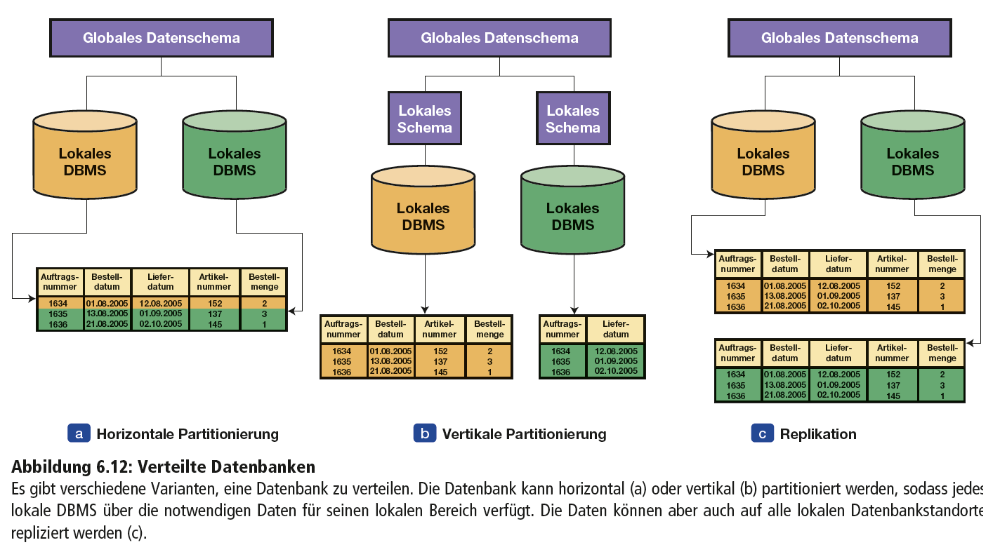 Globales Datenschema
Lokales
DBMS
Lokales
DBMS
Auftrags-
nummer
Bestell-
datum
Liefer-
datum
Artikel-
nummer
Bestell-
menge
1634 01.08.2005 12.08.2005 152 2
1635 13.08.2005 01.09.2005 137 3
1636 21.08.2005 02.10.2005 145 1
a Horizontale Partitionierung
Globales Datenschema
Lokales
Schema
Lokales
Schema
Lokales
DBMS
Lokales
DBMS
Auftrags-
nummer
Bestell-
datum
Artikel-
nummer
Bestell-
menge
1634 01.08.2005 152 2
1635 13.08.2005 137 3
1636 21.08.2005 145 1
Auftrags-
nummer
Liefer-
datum
1634 12.08.2005
1635 01.09.2005
1636 02.10.2005
b Vertikale Partitionierung
Globales Datenschema
Lokales
DBMS
Lokales
DBMS
Auftrags-
nummer
Bestell-
datum
Liefer-
datum
Artikel-
nummer
Bestell-
menge
1634 01.08.2005 12.08.2005 152 2
1635 13.08.2005 01.09.2005 137 3
1636 21.08.2005 02.10.2005 145 1
Auftrags-
nummer
Bestell-
datum
Liefer-
datum
Artikel-
nummer
Bestell-
menge
1634 01.08.2005 12.08.2005 152 2
1635 13.08.2005 01.09.2005 137 3
1636 21.08.2005 02.10.2005 145 1
c Replikation
Abbildung 6.12: Verteilte Datenbanken
Es gibt verschiedene Varianten, eine Datenbank zu verteilen. Die Datenbank kann horizontal (a) oder vertikal (b) partitioniert werden, sodass jedes
lokale DBMS über die notwendigen Daten für seinen lokalen Bereich verfügt. Die Daten können aber auch auf alle lokalen Datenbankstandorte
repliziert werden (c).